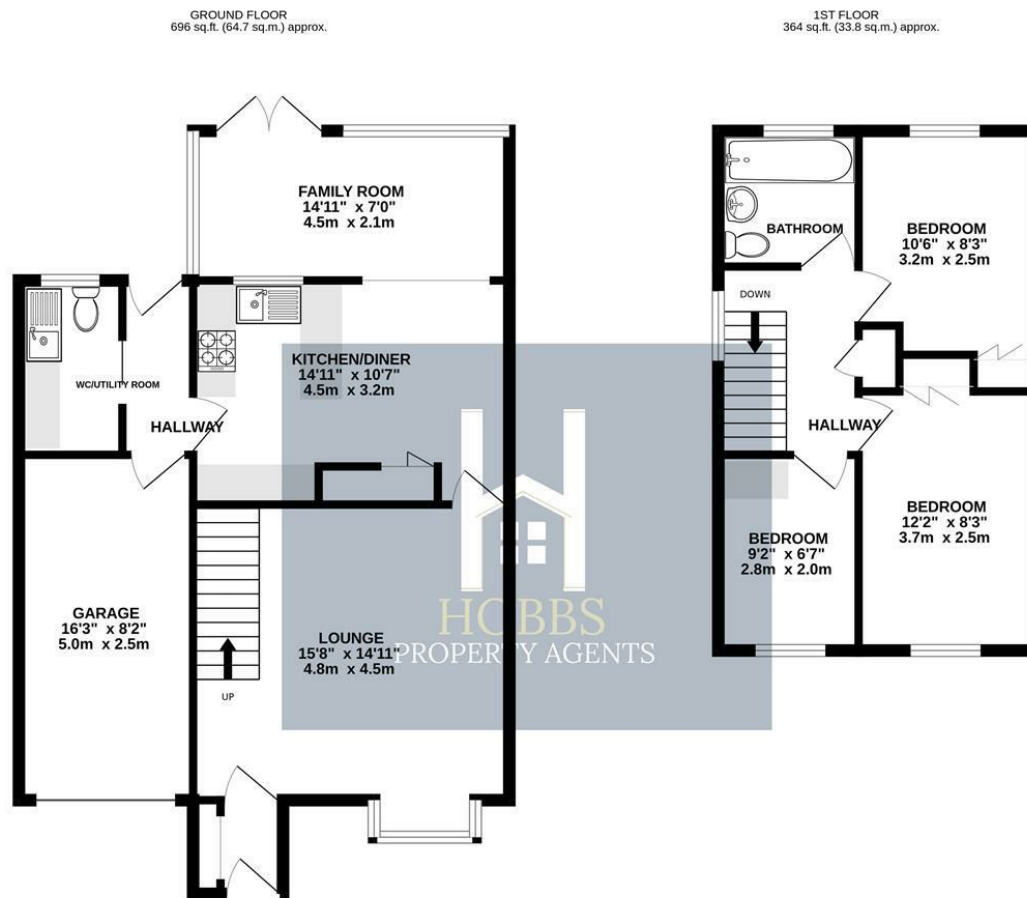 GROUND FLOOR
696 sq.ft. (64.7 sq.m.) approx.
1ST FLOOR
364 sq.ft. (33.8 sq.m.) approx.
FAMILY ROOM
14'11" x 7'0"
4.5m x 2.1m
WC/UTILITY ROOM
KITCHEN/DINER
14'11" x 10'7"
4.5m x 3.2m
HALLWAY
GARAGE
16'3" x 8'2"
5.0m x 2.5m
LOUNGE
15'8" x 14'11"
4.8m x 4.5m
UP
HOBBS
PROPERTY AGENTS
BATHROOM
BEDROOM
10'6" x 8'3"
3.2m x 2.5m
DOWN
HALLWAY
BEDROOM
9'2" x 6'7"
2.8m x 2.0m
BEDROOM
12'2" x 8'3"
3.7m x 2.5m